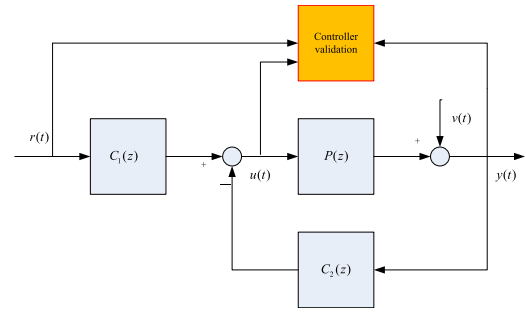 Controller
validation
r(t)
v(t)
C₁(z)
P(z)
+
+
u(t)
y(t)
C₂(z)